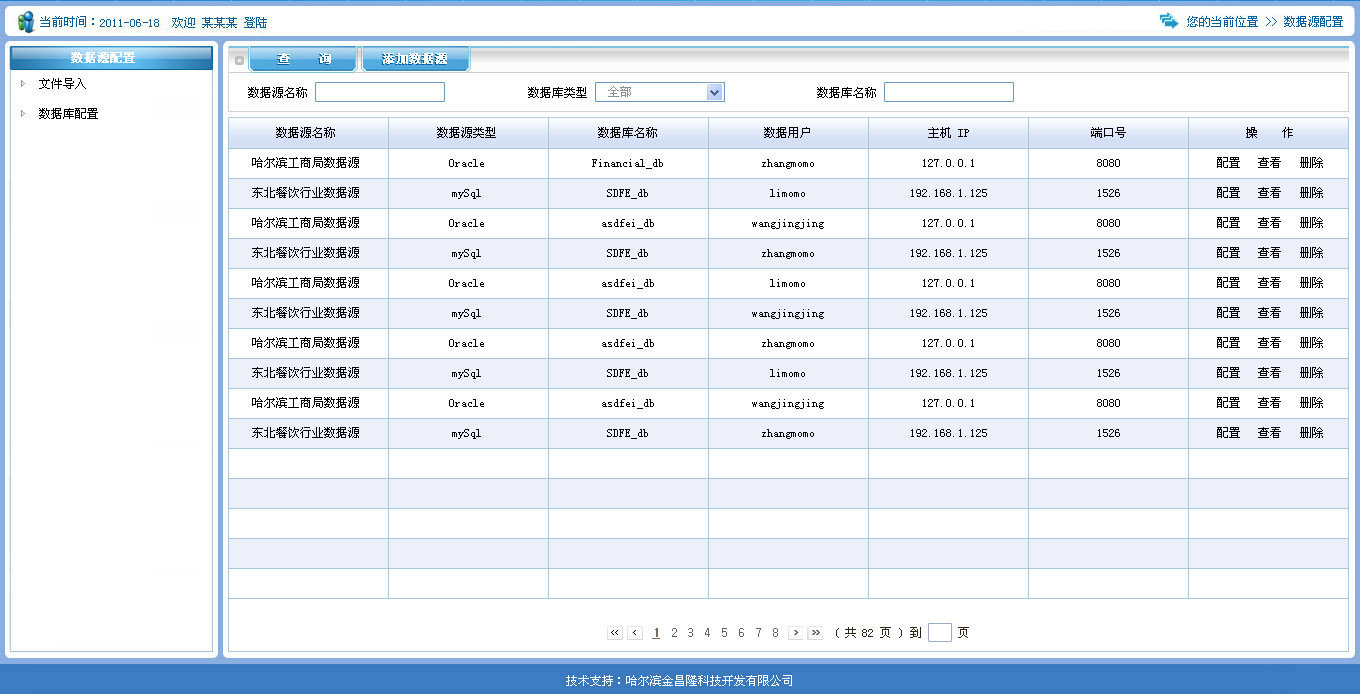 当前时间：2011-06-18 欢迎 某某某 登陆
您的当前位置 >> 数据源配置
数据源配置
文件导入
数据库配置
查 询 添加数据源
数据源名称 数据库类型 全部 数据库名称
数据源名称 数据源类型 数据库名称 数据用户 主机 IP 端口号 操 作
哈尔滨工商局数据源 Oracle Financial_db zhangmomo 127.0.0.1 8080 配置 查看 删除
东北餐饮行业数据源 mySql SDFE_db limomo 192.168.1.125 1526 配置 查看 删除
哈尔滨工商局数据源 Oracle asdfei_db wangjingjing 127.0.0.1 8080 配置 查看 删除
东北餐饮行业数据源 mySql SDFE_db zhangmomo 192.168.1.125 1526 配置 查看 删除
哈尔滨工商局数据源 Oracle asdfei_db limomo 127.0.0.1 8080 配置 查看 删除
东北餐饮行业数据源 mySql SDFE_db wangjingjing 192.168.1.125 1526 配置 查看 删除
哈尔滨工商局数据源 Oracle asdfei_db zhangmomo 127.0.0.1 8080 配置 查看 删除
东北餐饮行业数据源 mySql SDFE_db limomo 192.168.1.125 1526 配置 查看 删除
哈尔滨工商局数据源 Oracle asdfei_db wangjingjing 127.0.0.1 8080 配置 查看 删除
东北餐饮行业数据源 mySql SDFE_db zhangmomo 192.168.1.125 1526 配置 查看 删除
« ‹ 1 2 3 4 5 6 7 8 › » （ 共 82 页 ）到 页
技术支持：哈尔滨金昌隆科技开发有限公司